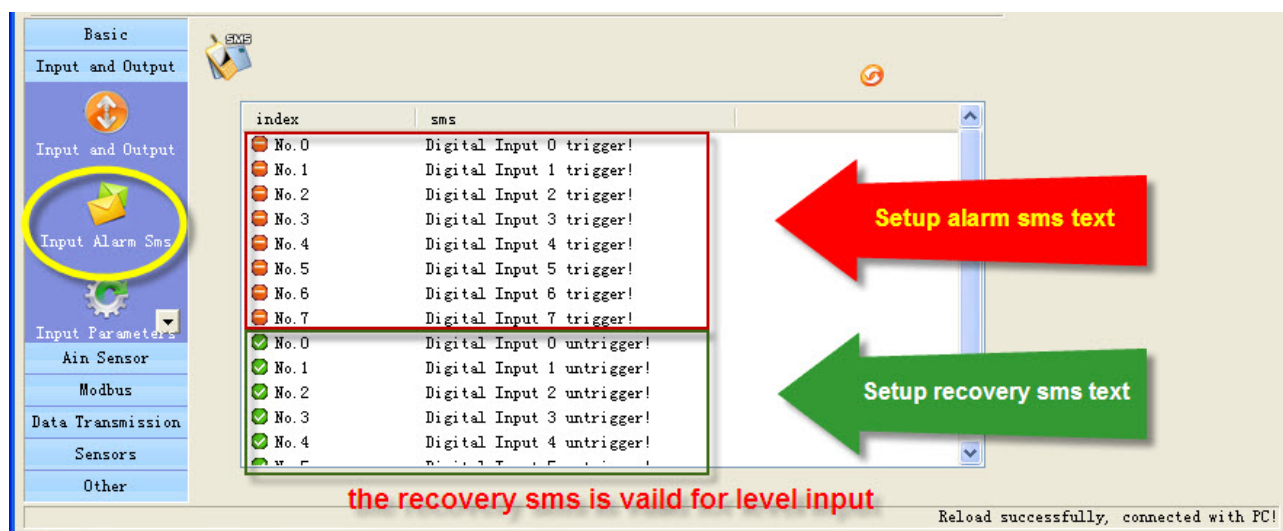 Basic
Input and Output
Input and Output
Input Alarm Sms
Input Parameters
Ain Sensor
Modbus
Data Transmission
Sensors
Other
SMS
index sms
No.0 Digital Input 0 trigger!
No.1 Digital Input 1 trigger!
No.2 Digital Input 2 trigger!
No.3 Digital Input 3 trigger!
No.4 Digital Input 4 trigger!
No.5 Digital Input 5 trigger!
No.6 Digital Input 6 trigger!
No.7 Digital Input 7 trigger!
No.0 Digital Input 0 untrigger!
No.1 Digital Input 1 untrigger!
No.2 Digital Input 2 untrigger!
No.3 Digital Input 3 untrigger!
No.4 Digital Input 4 untrigger!
Setup alarm sms text
Setup recovery sms text
the recovery sms is vaild for level input
Reload successfully, connected with PC!